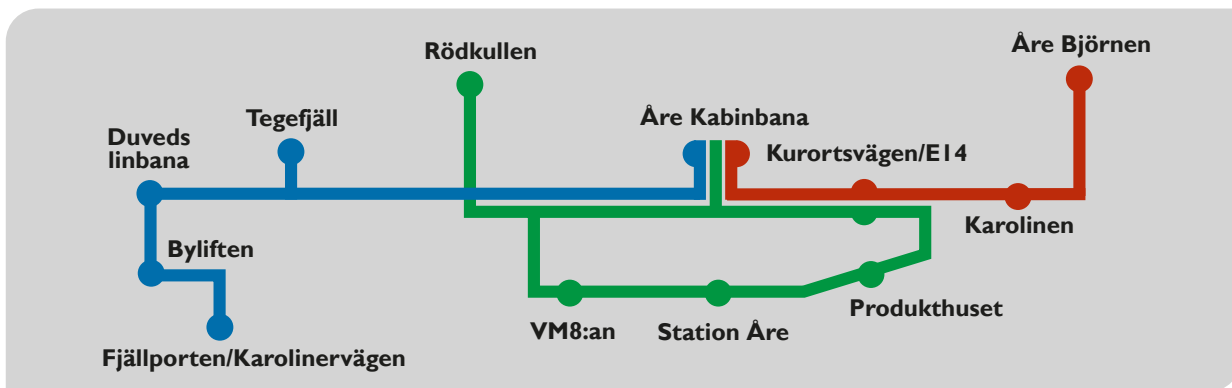 Åre Björnen
Rödkullen
Tegefjäll
Åre Kabinbana
Duveds
linbana
Kurortsvägen/E14
Karolinen
Byliften
Produkthuset
VM8:an
Station Åre
Fjällporten/Karolinervägen